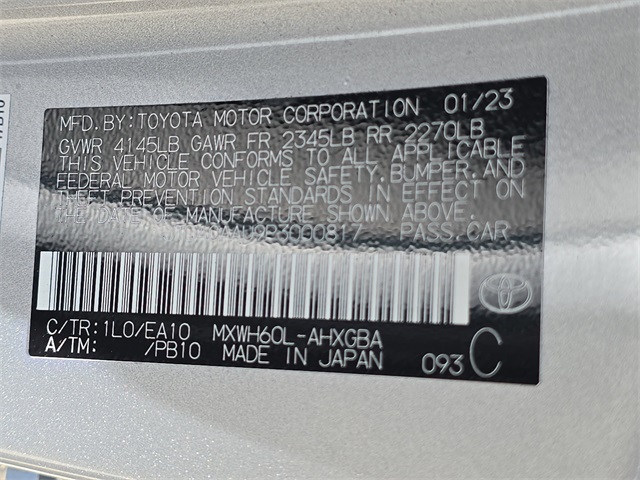 MFD.BY:TOYOTA MOTOR CORPORATION 01/23
GVWR 4145LB GAWR FR 2345LB RR 2270LB
THIS VEHICLE CONFORMS TO ALL APPLICABLE
FEDERAL MOTOR VEHICLE SAFETY,BUMPER,AND
THEFT PREVENTION STANDARDS IN EFFECT ON
THE DATE OF MANUFACTURE SHOWN ABOVE.
PASS.CAR
C/TR:1L0/EA10 MXWH60L-AHXGBA
A/TM: /PB10 MADE IN JAPAN 093 C